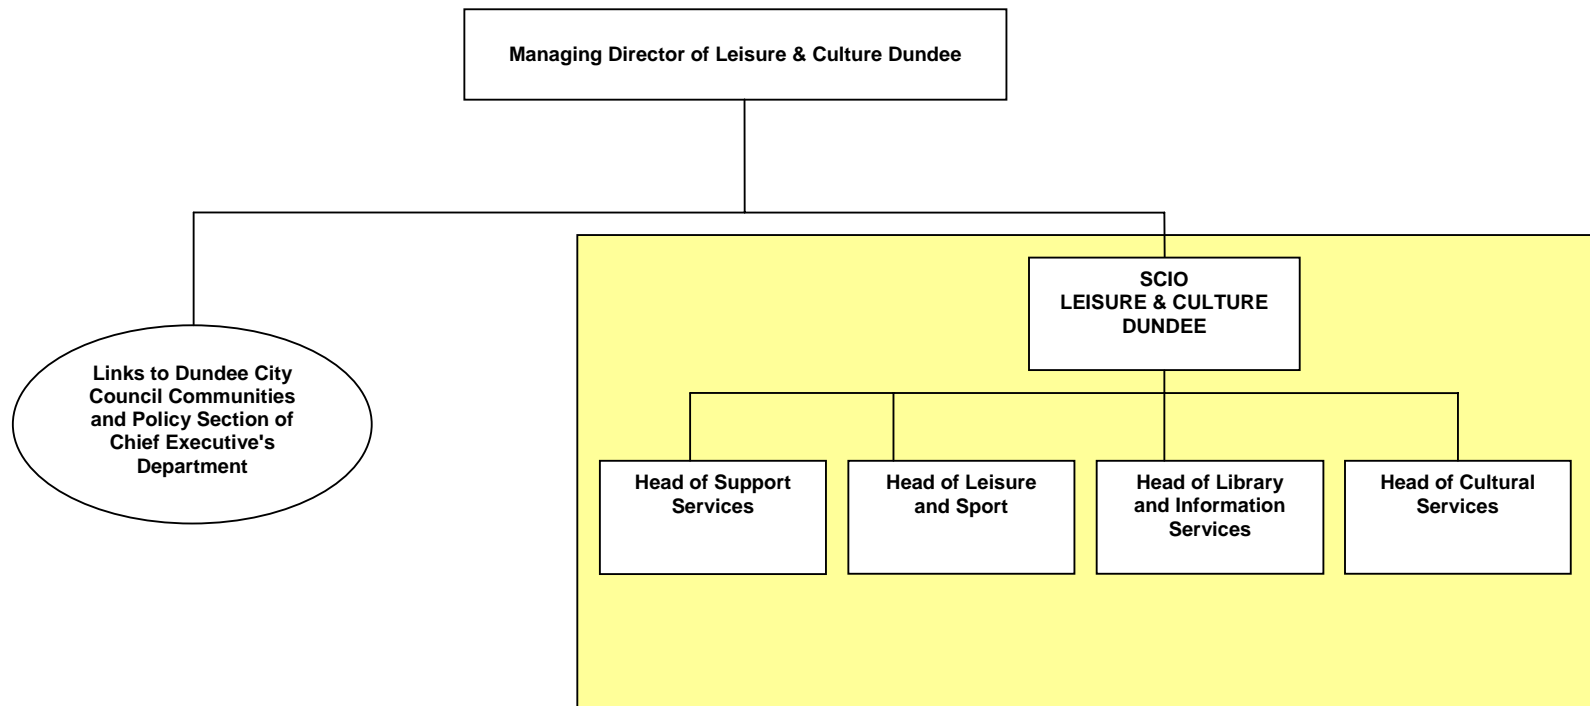 Managing Director of Leisure & Culture Dundee
SCIO
LEISURE & CULTURE
DUNDEE
Links to Dundee City
Council Communities
and Policy Section of
Chief Executive's
Department
Head of Support
Services
Head of Leisure
and Sport
Head of Library
and Information
Services
Head of Cultural
Services